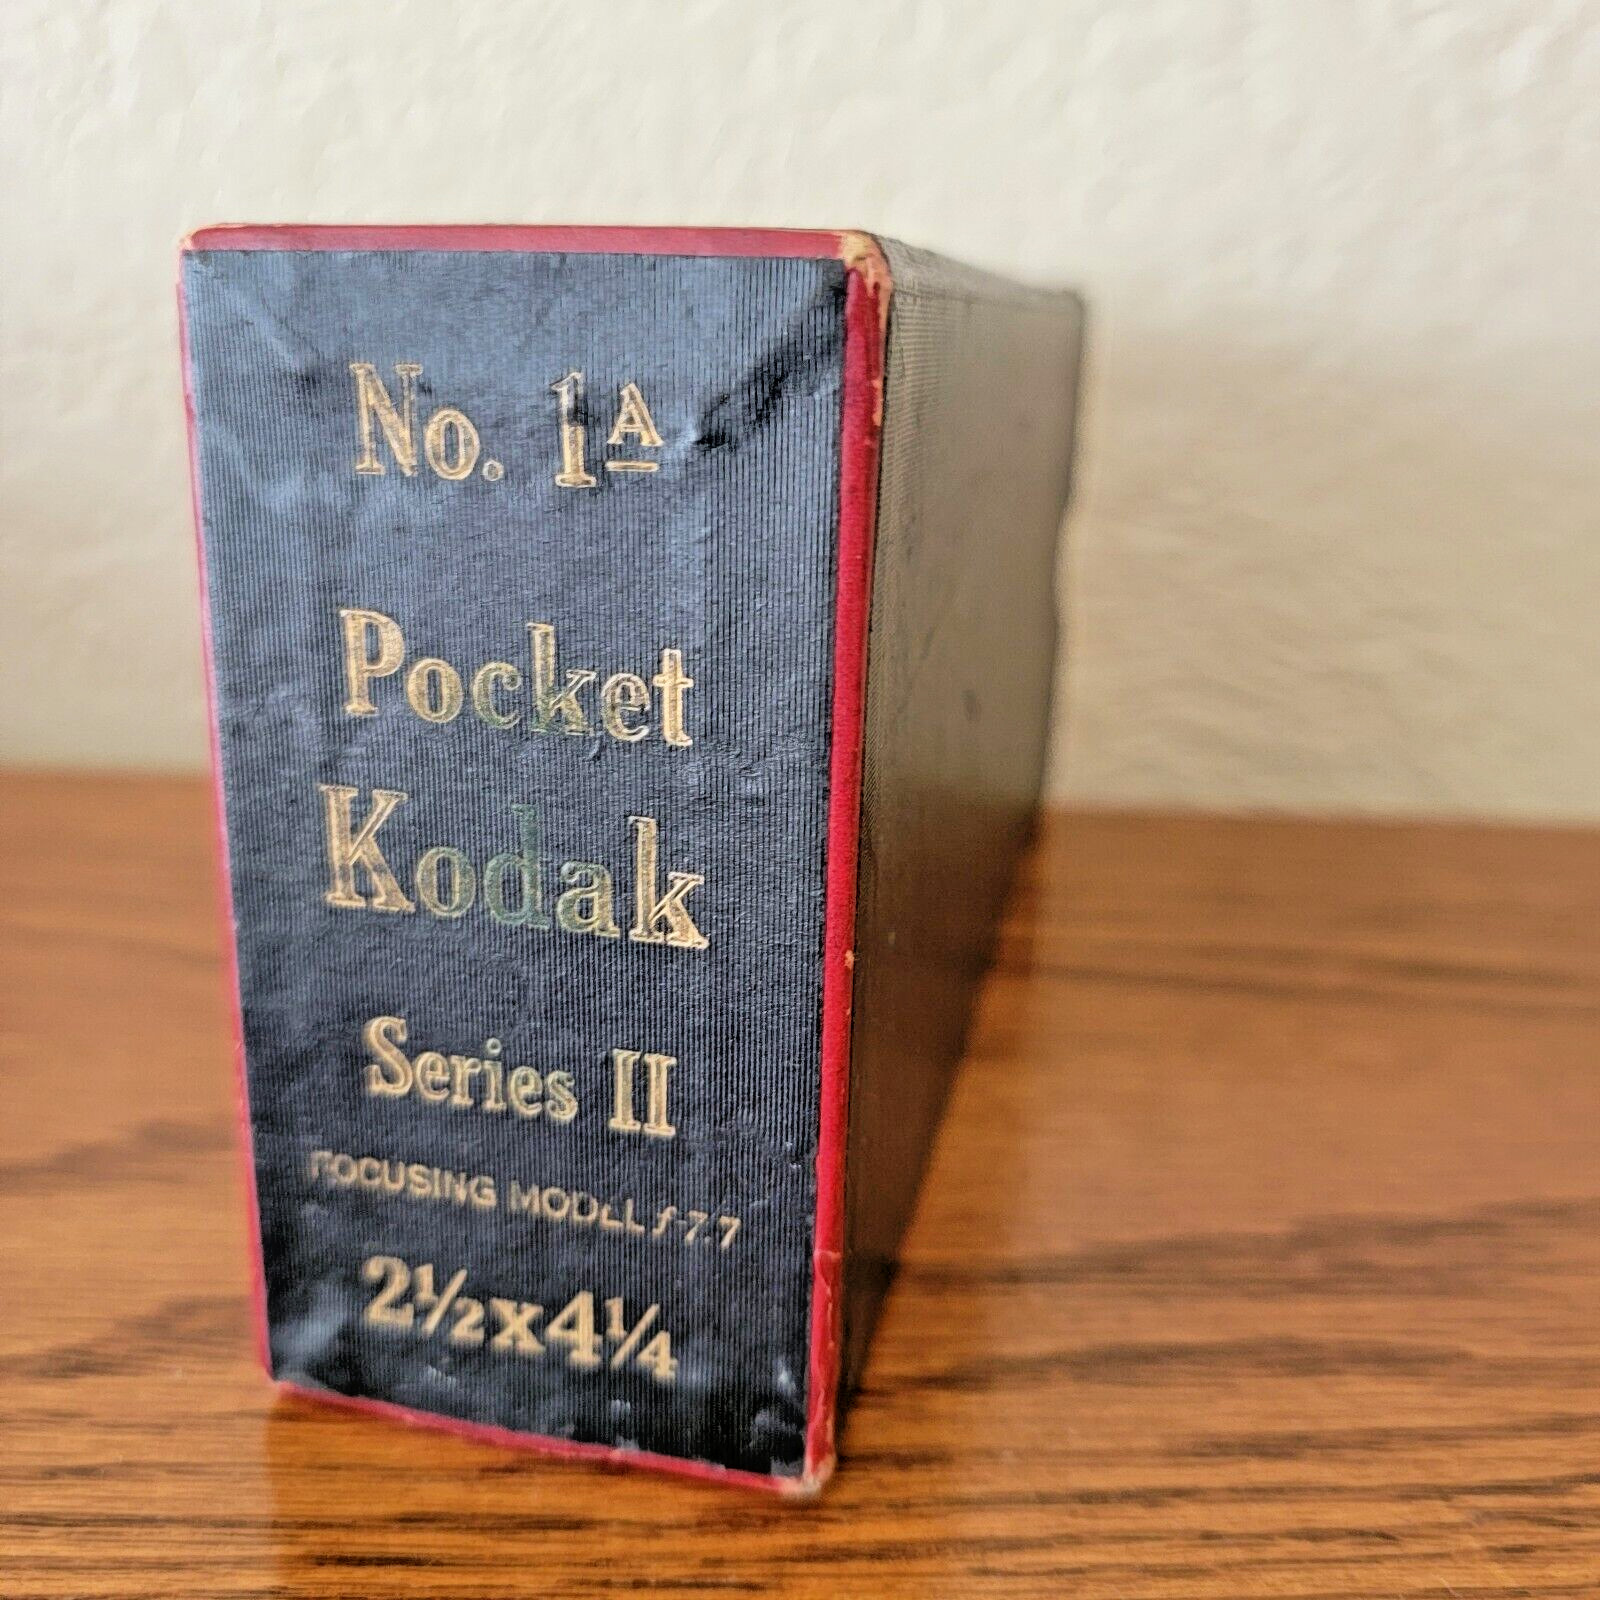 No. 1A
Pocket
Kodak
Series II
FOCUSING MODEL f-7.7
2½x4¼